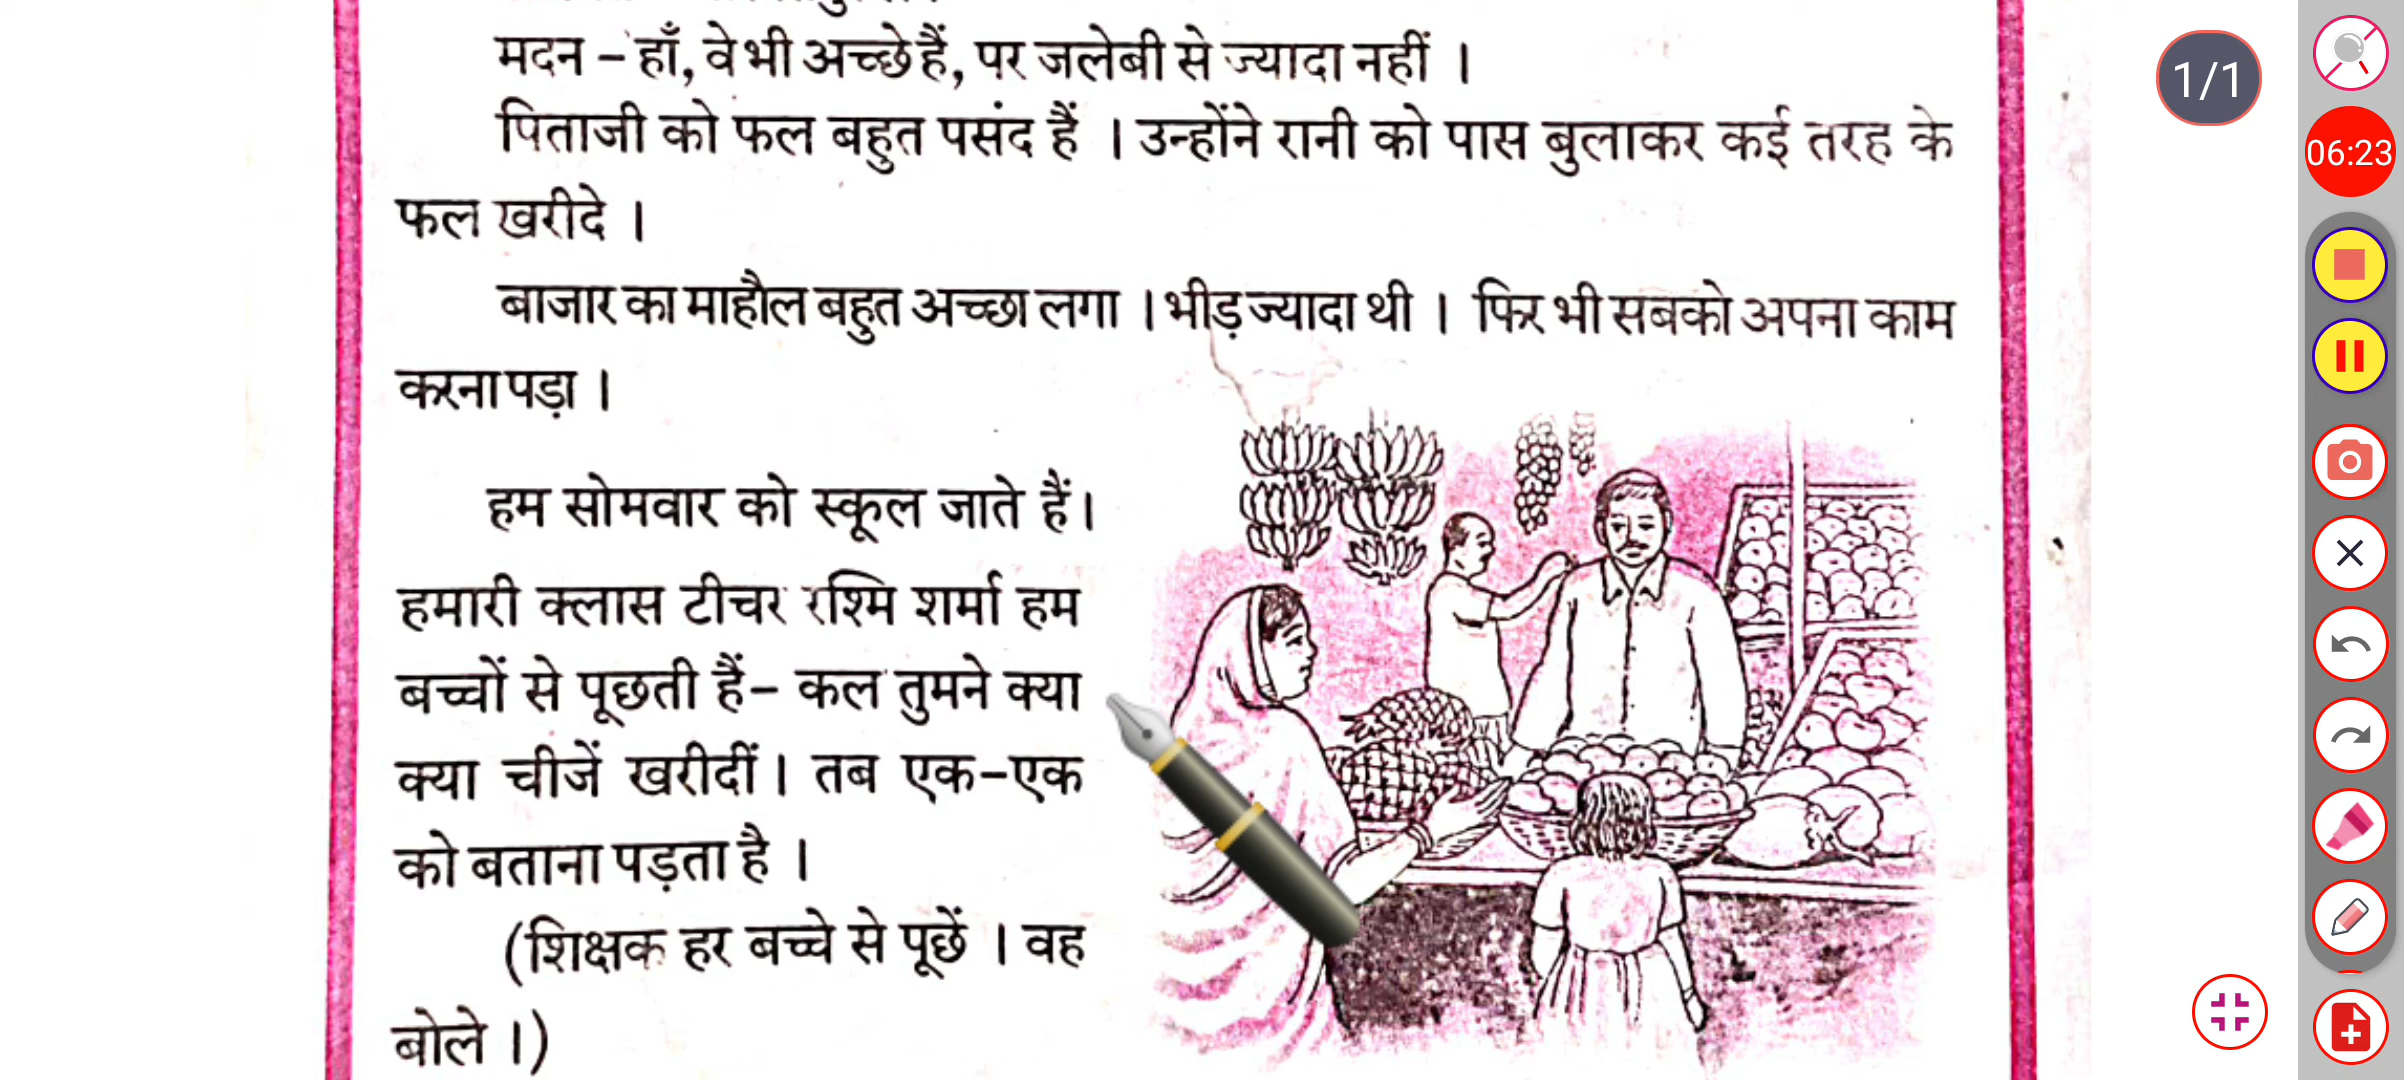 मदन – हाँ, वे भी अच्छे हैं, पर जलेबी से ज्यादा नहीं ।
पिताजी को फल बहुत पसंद हैं । उन्होंने रानी को पास बुलाकर कई तरह के
फल खरीदे ।
बाजार का माहौल बहुत अच्छा लगा । भीड़ ज्यादा थी । फिर भी सबको अपना काम
करना पड़ा ।
हम सोमवार को स्कूल जाते हैं।
हमारी क्लास टीचर रश्मि शर्मा हम
बच्चों से पूछती हैं– कल तुमने क्या
क्या चीजें खरीदीं। तब एक-एक
को बताना पड़ता है ।
(शिक्षक हर बच्चे से पूछें । वह
बोले ।)
1/1
06:23